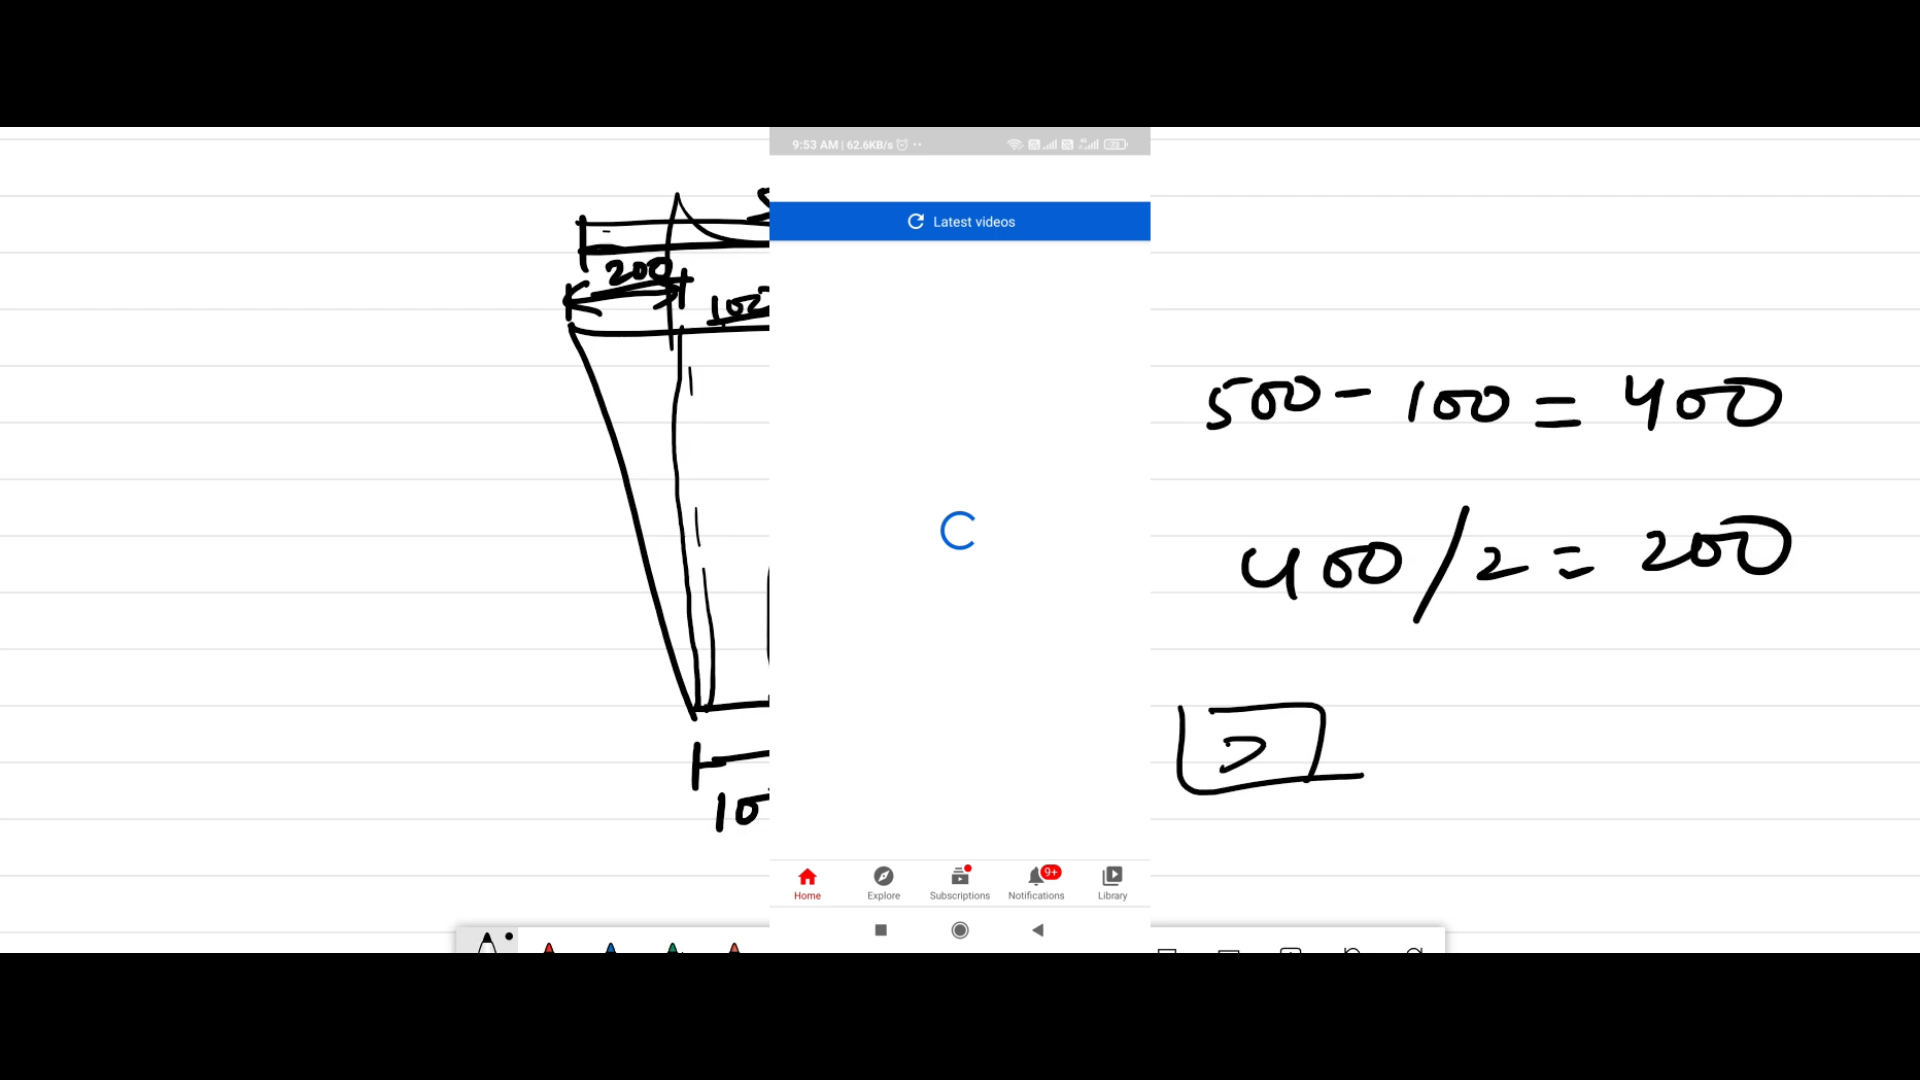 9:53 AM | 62.6KB/s
Latest videos
200
500 - 100 = 400
400/2 = 200
Home
Explore
Subscriptions
9+
Notifications
Library